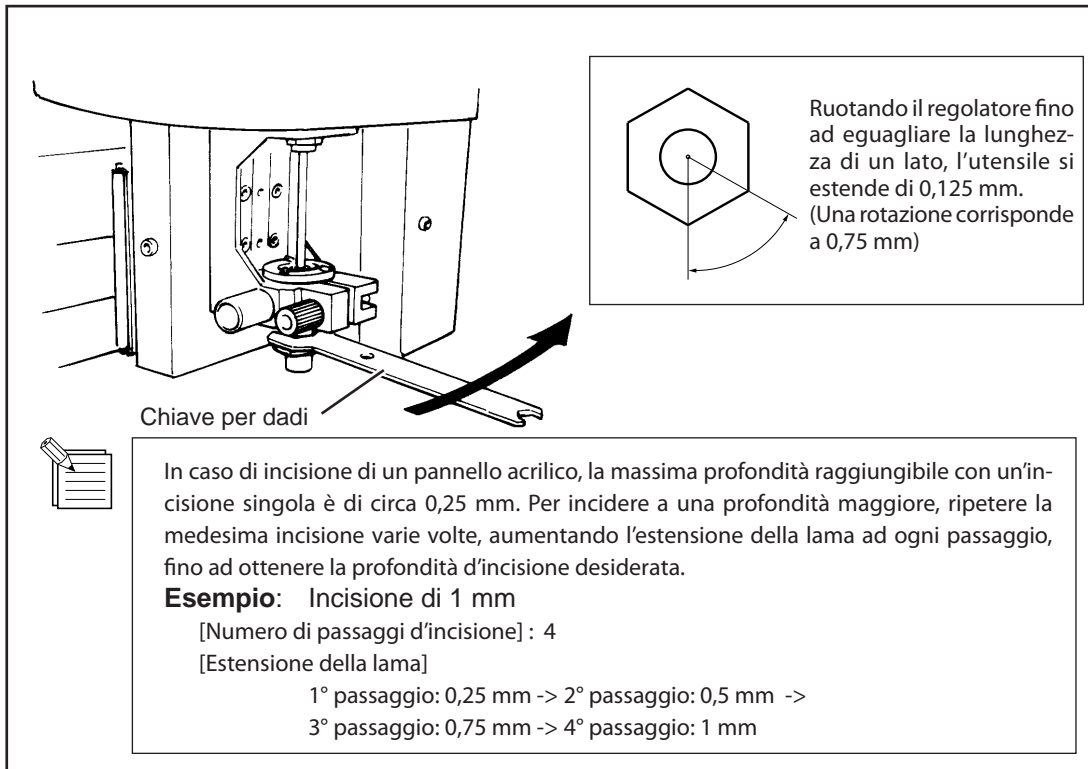 Ruotando il regolatore fino
ad eguagliare la lunghez-
za di un lato, l'utensile si
estende di 0,125 mm.
(Una rotazione corrisponde
a 0,75 mm)
Chiave per dadi
In caso di incisione di un pannello acrilico, la massima profondità raggiungibile con un'in-
cisione singola è di circa 0,25 mm. Per incidere a una profondità maggiore, ripetere la
medesima incisione varie volte, aumentando l'estensione della lama ad ogni passaggio,
fino ad ottenere la profondità d'incisione desiderata.
Esempio: Incisione di 1 mm
[Numero di passaggi d'incisione] : 4
[Estensione della lama]
1° passaggio: 0,25 mm -> 2° passaggio: 0,5 mm ->
3° passaggio: 0,75 mm -> 4° passaggio: 1 mm